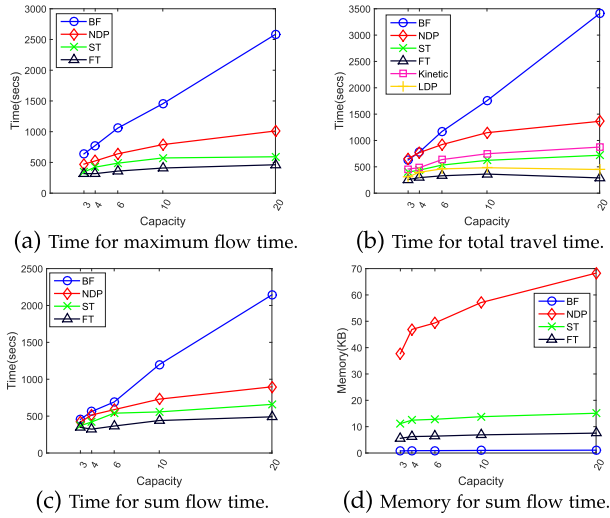 3000
2500
2000
1500
1000
500
0
Time(secs)
BF
NDP
ST
FT
3 4 6 10 20
Capacity
(a) Time for maximum flow time.
3500
3000
2500
2000
1500
1000
500
0
Time(secs)
BF
NDP
ST
FT
Kinetic
LDP
3 4 6 10 20
Capacity
(b) Time for total travel time.
2500
2000
1500
1000
500
0
Time(secs)
BF
NDP
ST
FT
3 4 6 10 20
Capacity
(c) Time for sum flow time.
70
60
50
40
30
20
10
0
Memory(KB)
BF
NDP
ST
FT
3 4 6 10 20
Capacity
(d) Memory for sum flow time.